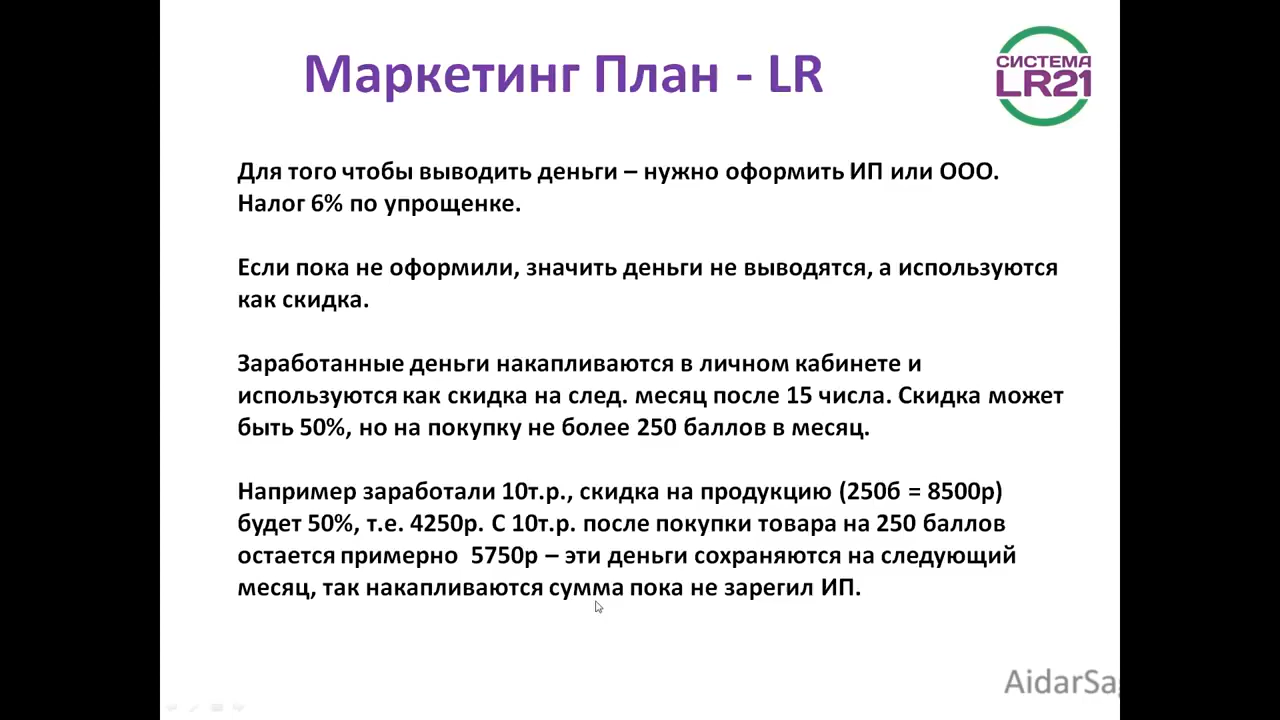 Маркетинг План - LR
СИСТЕМА
LR21
Для того чтобы выводить деньги – нужно оформить ИП или ООО.
Налог 6% по упрощенке.
Если пока не оформили, значить деньги не выводятся, а используются
как скидка.
Заработанные деньги накапливаются в личном кабинете и
используются как скидка на след. месяц после 15 числа. Скидка может
быть 50%, но на покупку не более 250 баллов в месяц.
Например заработали 10т.р., скидка на продукцию (250б = 8500р)
будет 50%, т.е. 4250р. С 10т.р. после покупки товара на 250 баллов
остается примерно 5750р – эти деньги сохраняются на следующий
месяц, так накапливаются сумма пока не зарегил ИП.
AidarSa